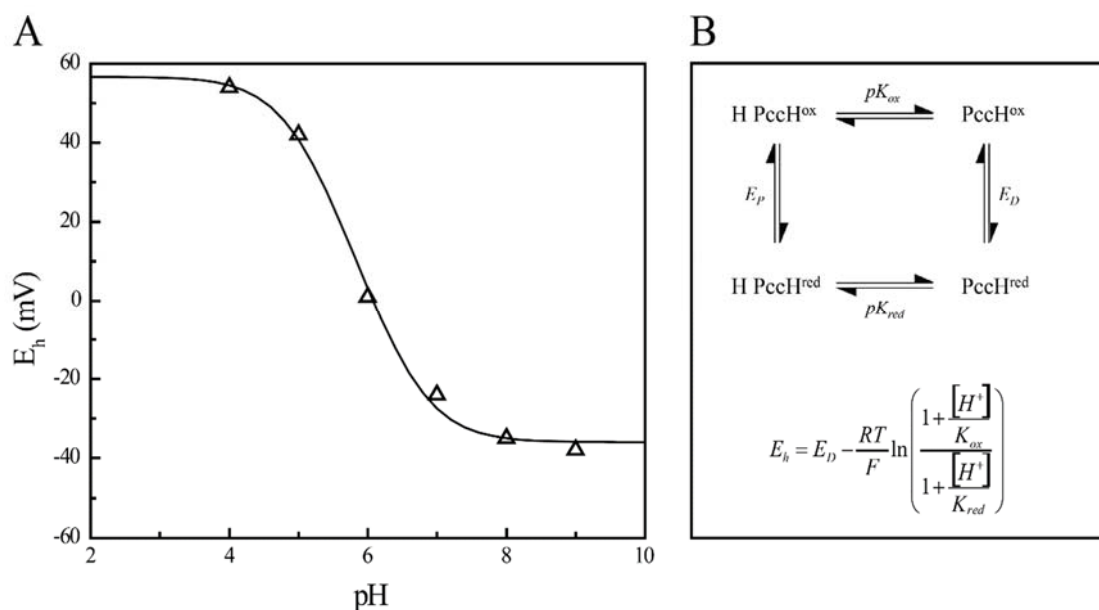 A
60
40
20
0
-20
-40
-60
2 4 6 8 10
E_h (mV)
pH
B
pK_ox
H PccH^ox PccH^ox
E_P E_D
H PccH^red PccH^red
pK_red
E_h = E_D - RT/F ln( (1 + [H^+]/K_ox) / (1 + [H^+]/K_red) )